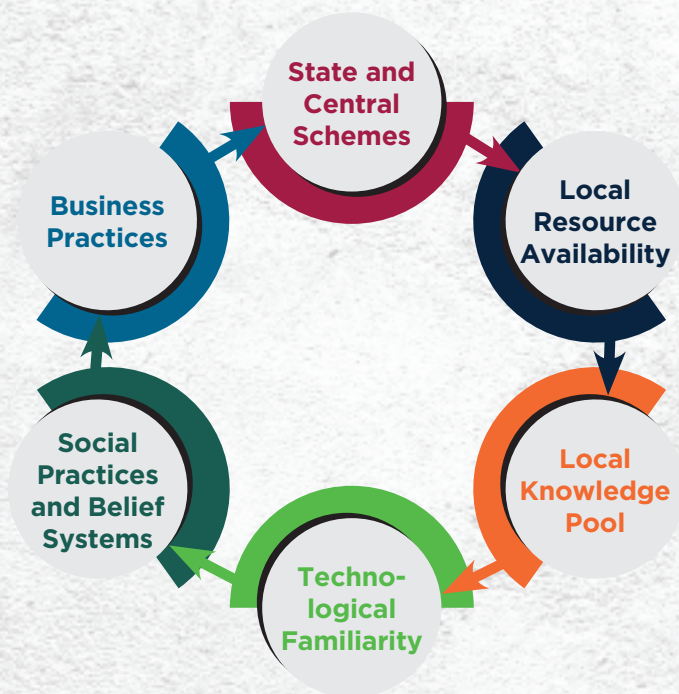 State and
Central
Schemes
Local
Resource
Availability
Local
Knowledge
Pool
Techno-
logical
Familiarity
Social
Practices
and Belief
Systems
Business
Practices